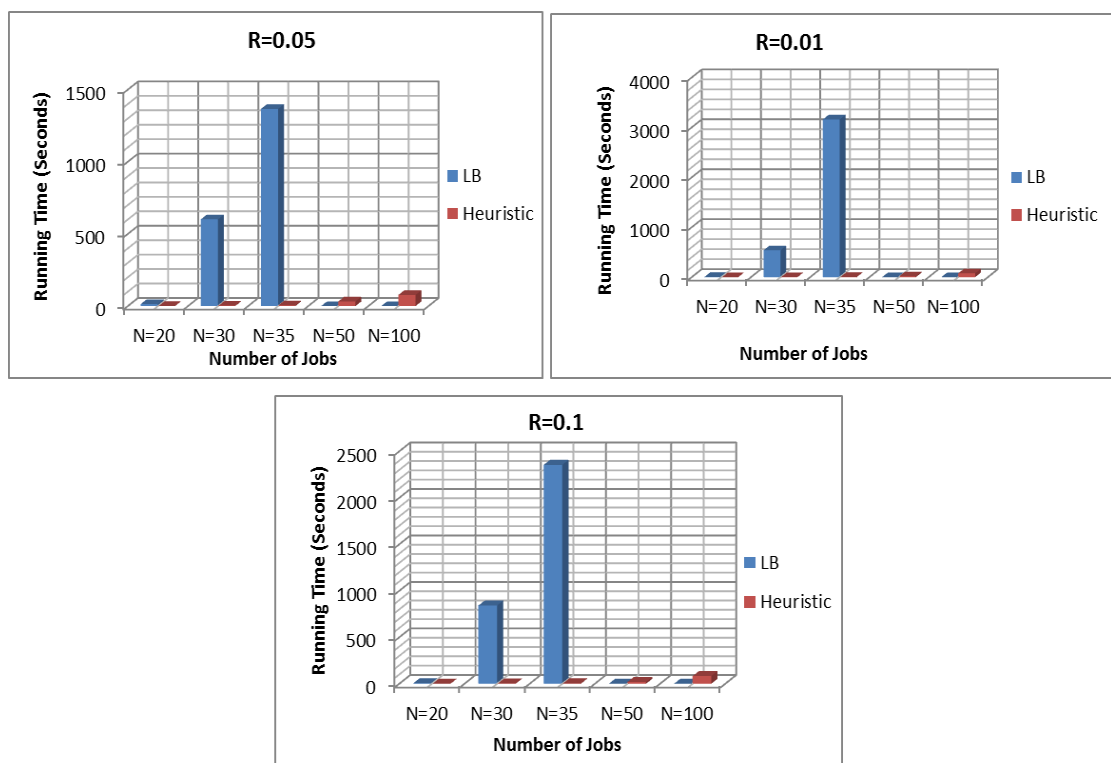 R=0.05
Running Time (Seconds)
1500
1000
500
0
N=20 N=30 N=35 N=50 N=100
Number of Jobs
LB
Heuristic
R=0.01
Running Time (Seconds)
4000
3000
2000
1000
0
N=20 N=30 N=35 N=50 N=100
Number of Jobs
LB
Heuristic
R=0.1
Running Time (Seconds)
2500
2000
1500
1000
500
0
N=20 N=30 N=35 N=50 N=100
Number of Jobs
LB
Heuristic